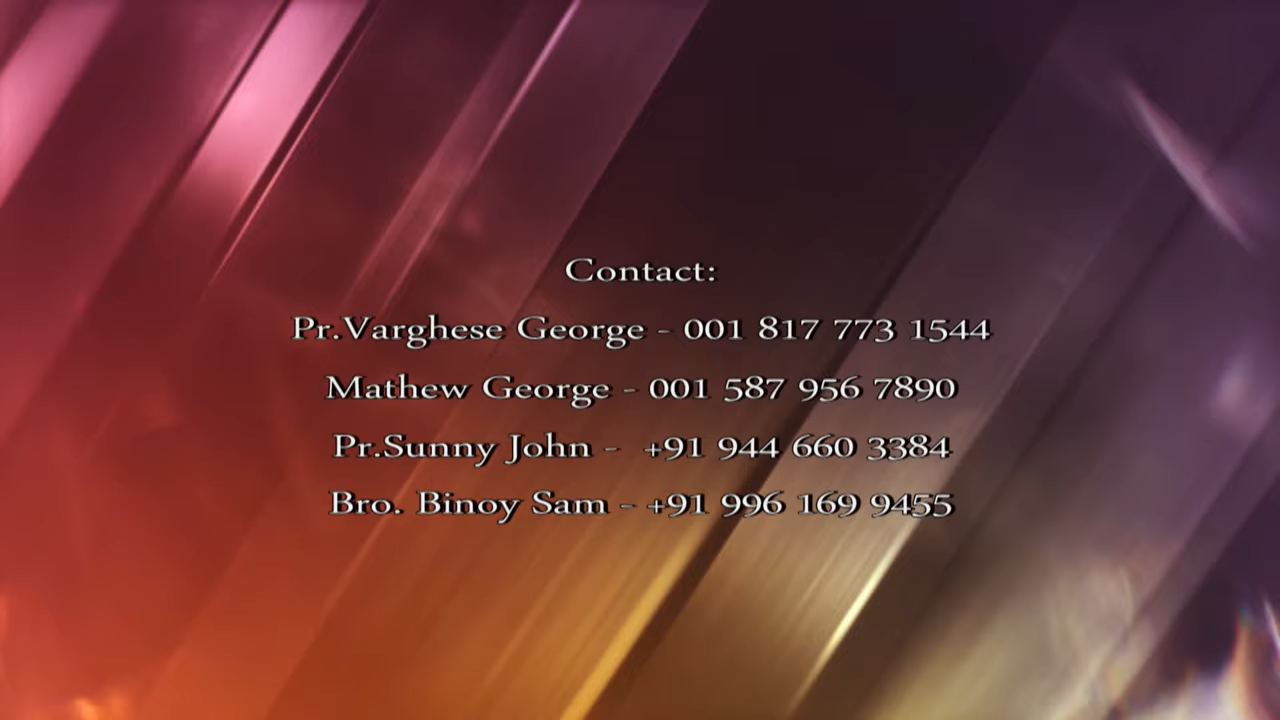 Contact:
Pr.Varghese George - 001 817 773 1544
Mathew George - 001 587 956 7890
Pr.Sunny John -  +91 944 660 3384
Bro. Binoy Sam - +91 996 169 9455